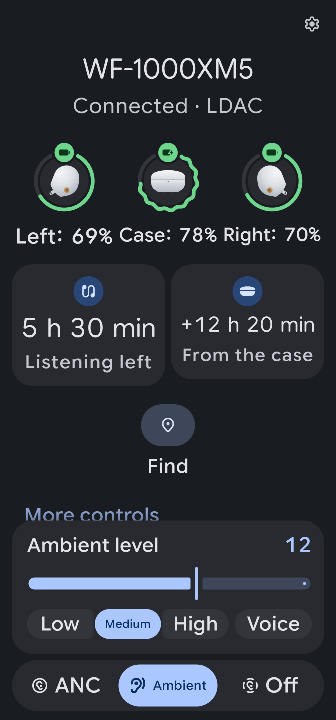 WF-1000XM5
Connected · LDAC
Left: 69% Case: 78% Right: 70%
5 h 30 min
Listening left
+12 h 20 min
From the case
Find
More controls
Ambient level 12
Low Medium High Voice
ANC Ambient Off